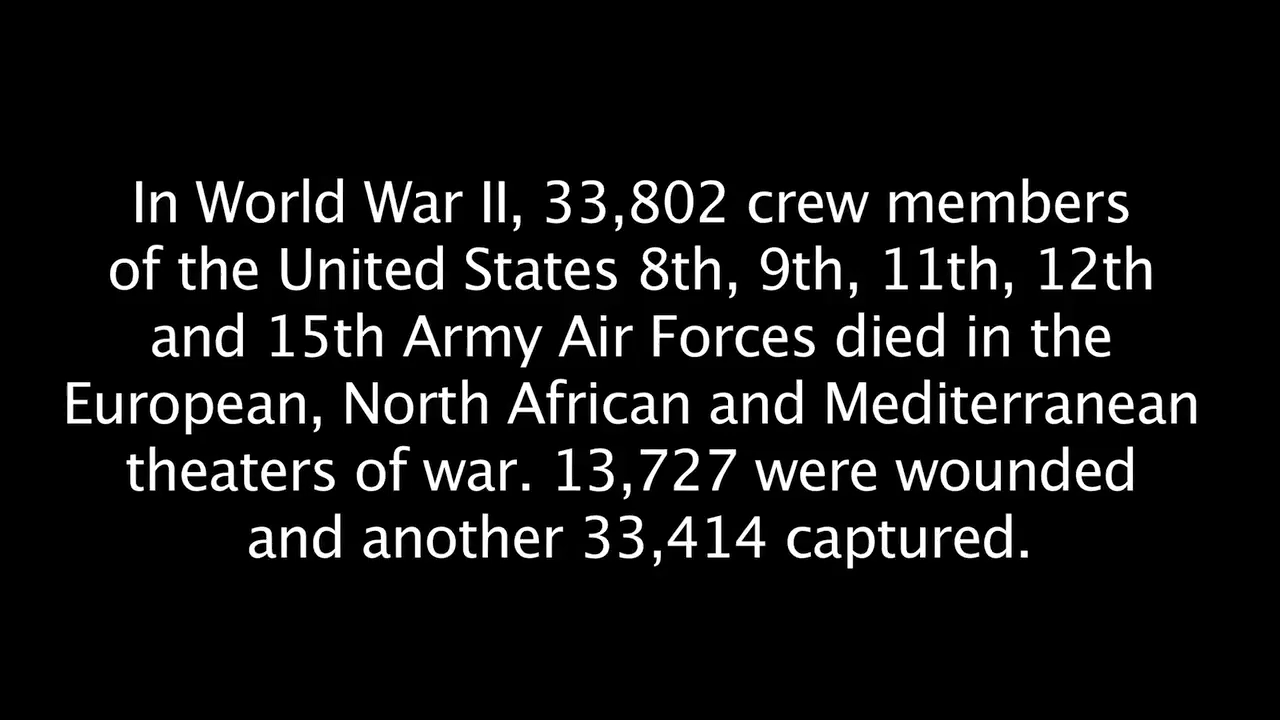 In World War II, 33,802 crew members
of the United States 8th, 9th, 11th, 12th
and 15th Army Air Forces died in the
European, North African and Mediterranean
theaters of war. 13,727 were wounded
and another 33,414 captured.